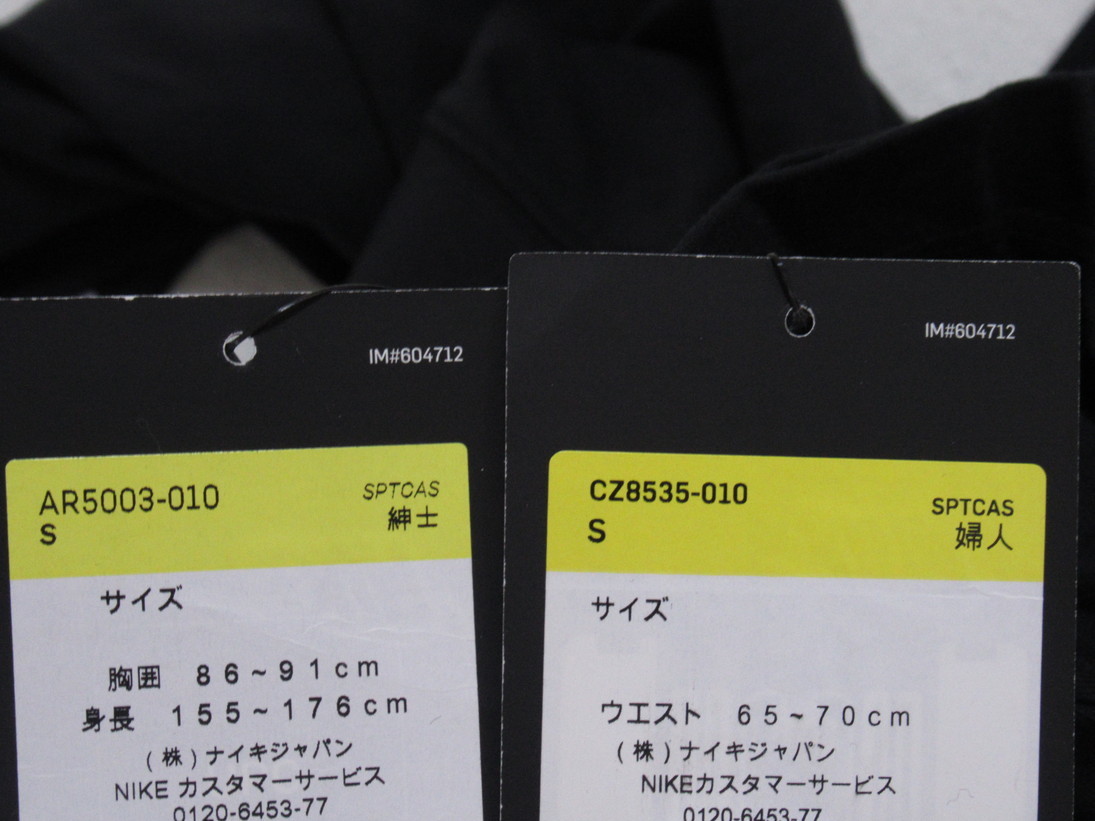 IM#604712
AR5003-010
SPTCAS
S
紳士
サイズ
胸囲 86~91cm
身長 155~176cm
(株)ナイキジャパン
NIKE カスタマーサービス
0120-6453-77
IM#604712
CZ8535-010
SPTCAS
S
婦人
サイズ
ウエスト 65~70cm
(株)ナイキジャパン
NIKEカスタマーサービス
0120-6453-77